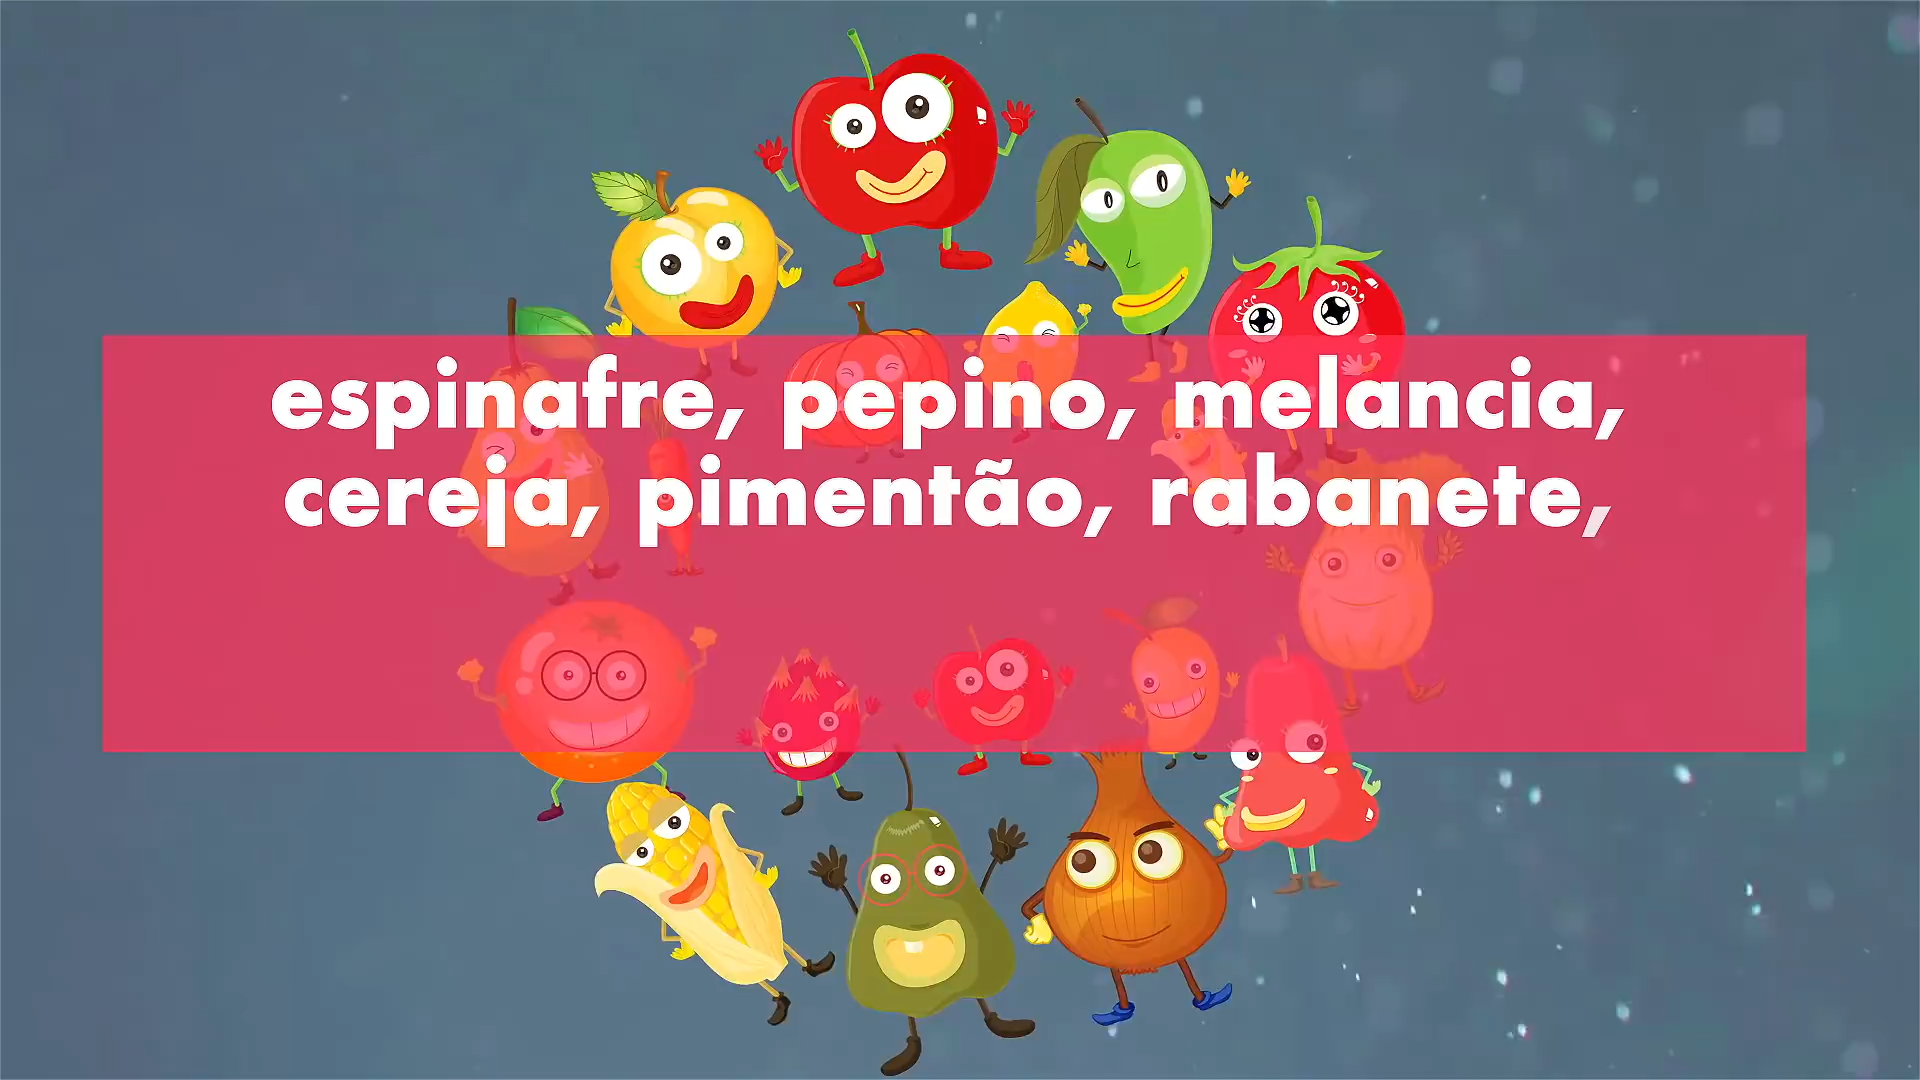 espinafre, pepino, melancia,
cereja, pimentão, rabanete,